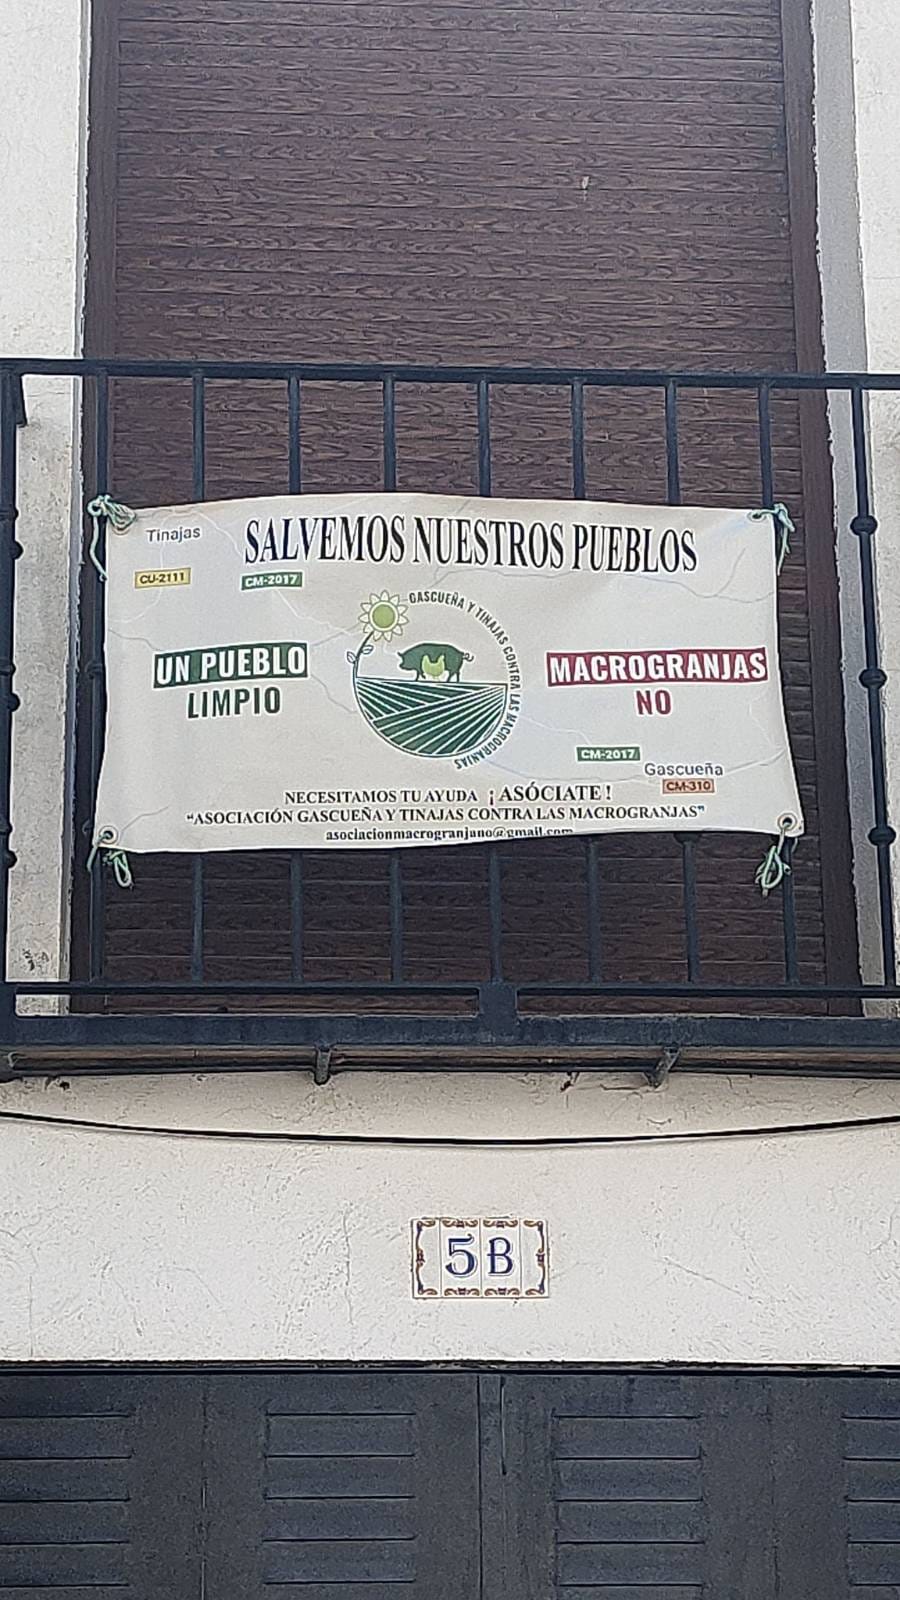 Tinajas
SALVEMOS NUESTROS PUEBLOS
CU-2111
CM-2017
GASCUEÑA Y TINAJAS CONTRA LAS MACROGRANJAS
UN PUEBLO
LIMPIO
MACROGRANJAS
NO
CM-2017
Gascueña
CM-310
NECESITAMOS TU AYUDA ¡ASÓCIATE!
"ASOCIACIÓN GASCUEÑA Y TINAJAS CONTRA LAS MACROGRANJAS"
asociacionmacrogranjano@gmail.com
5B